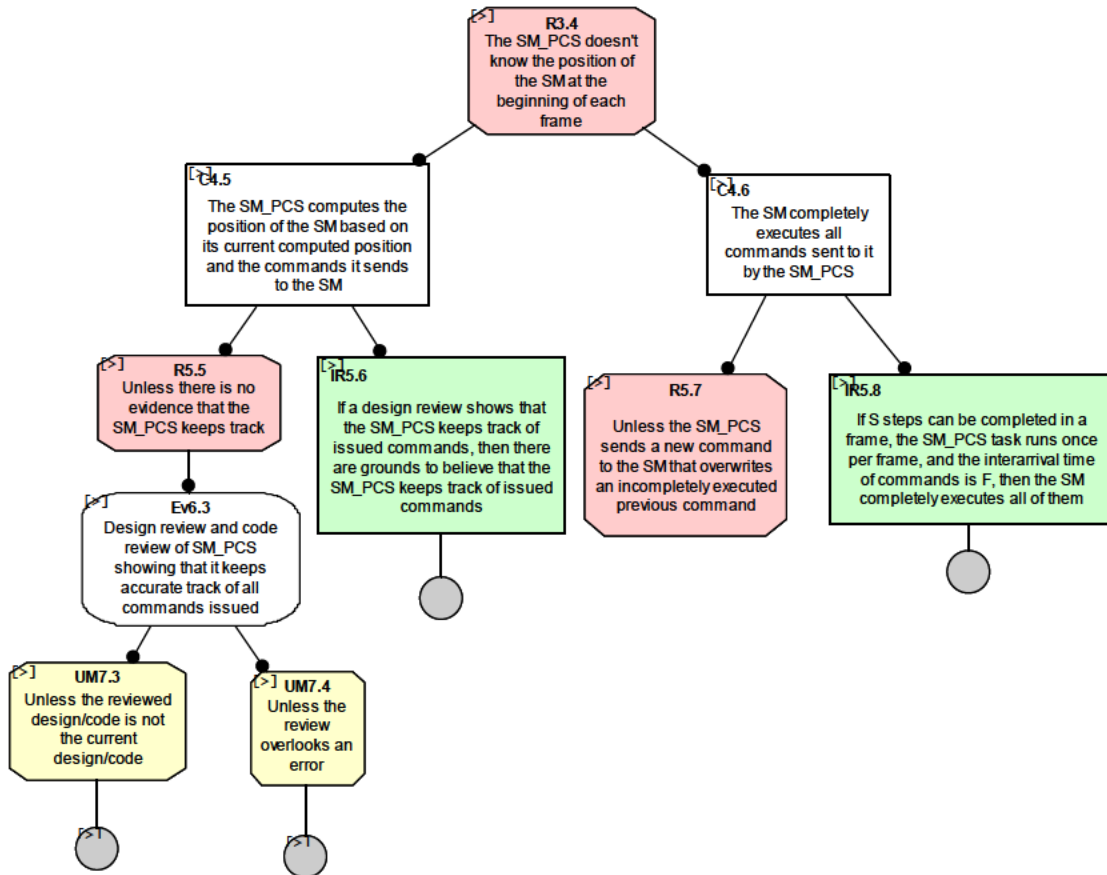 [>]
R3.4
The SM_PCS doesn't
know the position of
the SM at the
beginning of each
frame
[>]
C4.5
The SM_PCS computes the
position of the SM based on
its current computed position
and the commands it sends
to the SM
[>]
C4.6
The SM completely
executes all
commands sent to it
by the SM_PCS
[>]
R5.5
Unless there is no
evidence that the
SM_PCS keeps track
[>]
IR5.6
If a design review shows that
the SM_PCS keeps track of
issued commands, then there
are grounds to believe that the
SM_PCS keeps track of issued
commands
[>]
R5.7
Unless the SM_PCS
sends a new command
to the SM that overwrites
an incompletely executed
previous command
[>]
IR5.8
If S steps can be completed in a
frame, the SM_PCS task runs once
per frame, and the interarrival time
of commands is F, then the SM
completely executes all of them
[>]
Ev6.3
Design review and code
review of SM_PCS
showing that it keeps
accurate track of all
commands issued
[>]
UM7.3
Unless the reviewed
design/code is not
the current
design/code
[>]
UM7.4
Unless the
review
overlooks an
error
[>]
[>]